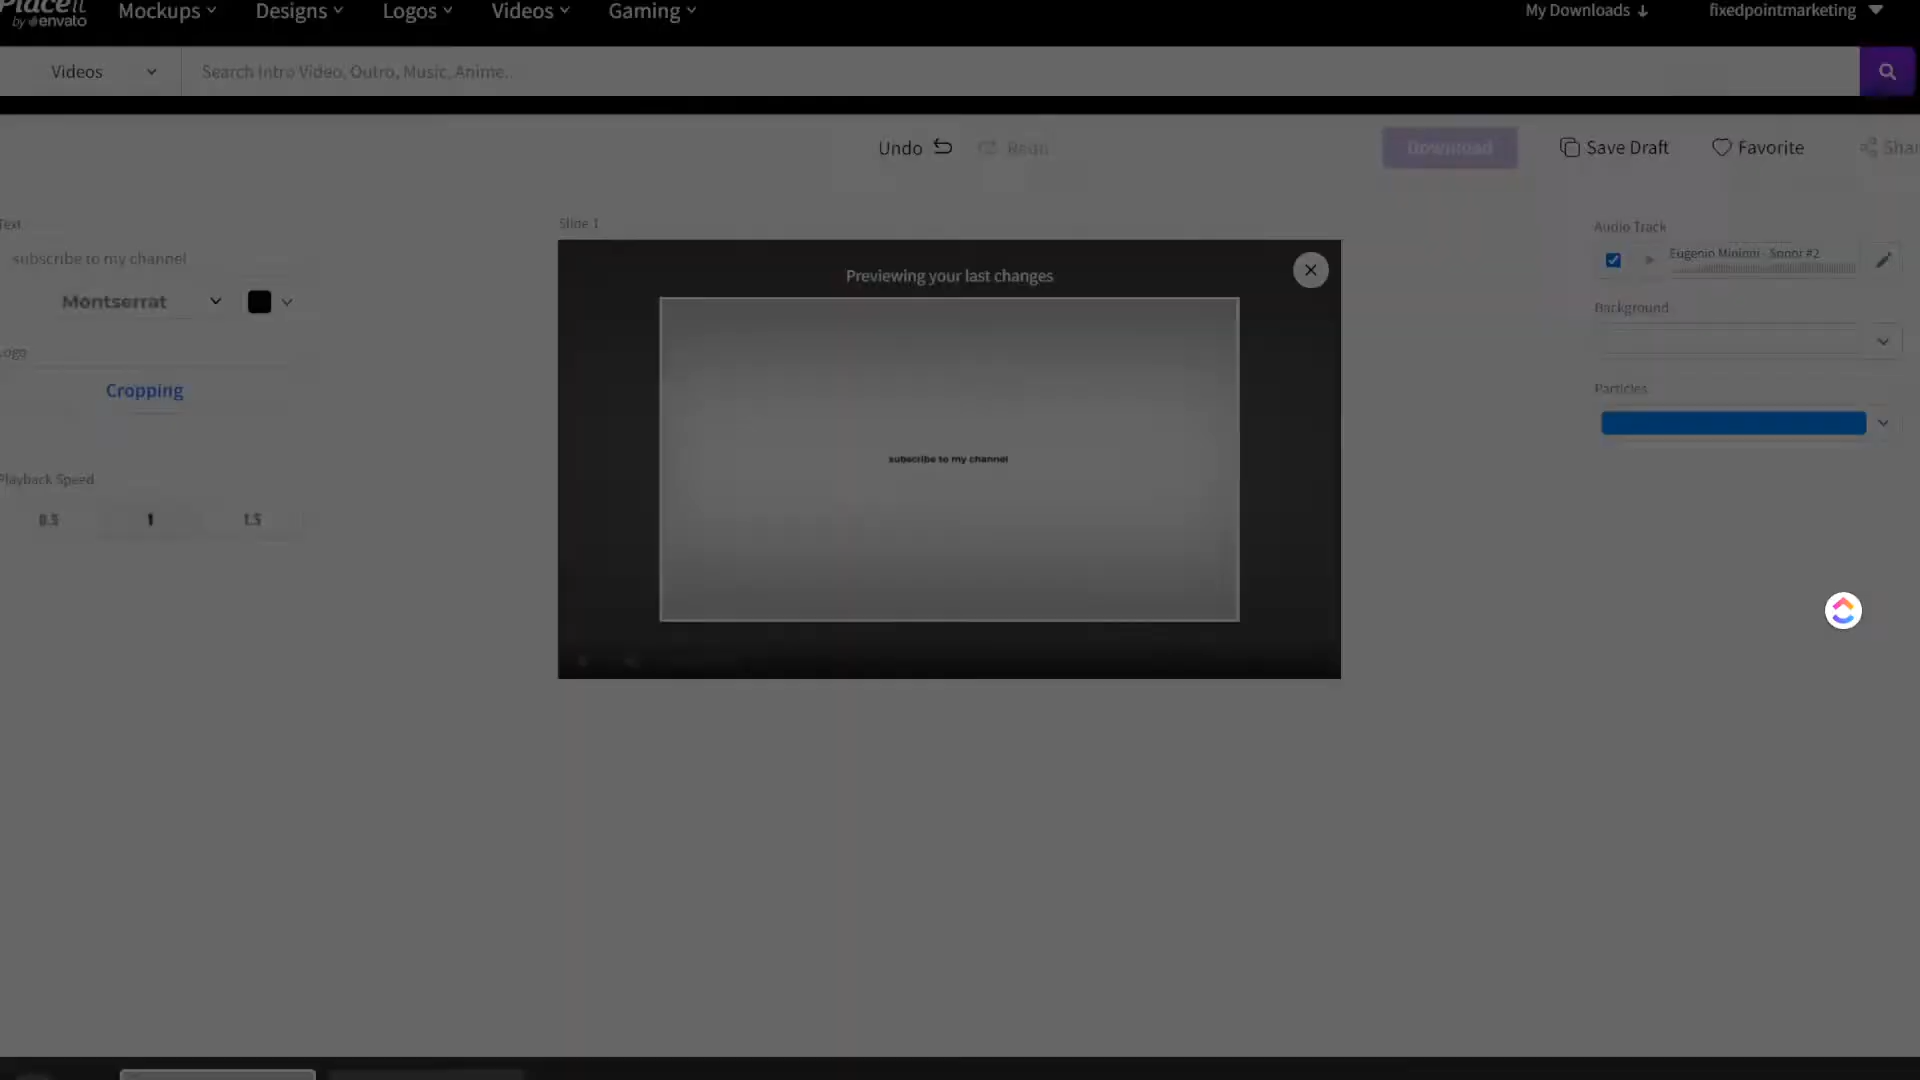 Placeit
by envato
Mockups
Designs
Logos
Videos
Gaming
My Downloads
fixedpointmarketing
Videos
Search Intro Video, Outro, Music, Anime...
Undo
Redo
Download
Save Draft
Favorite
Shar
Text
Slide 1
Audio Track
subscribe to my channel
Previewing your last changes
Montserrat
Background
Logo
Cropping
Particles
subscribe to my channel
Playback Speed
0.5
1
1.5